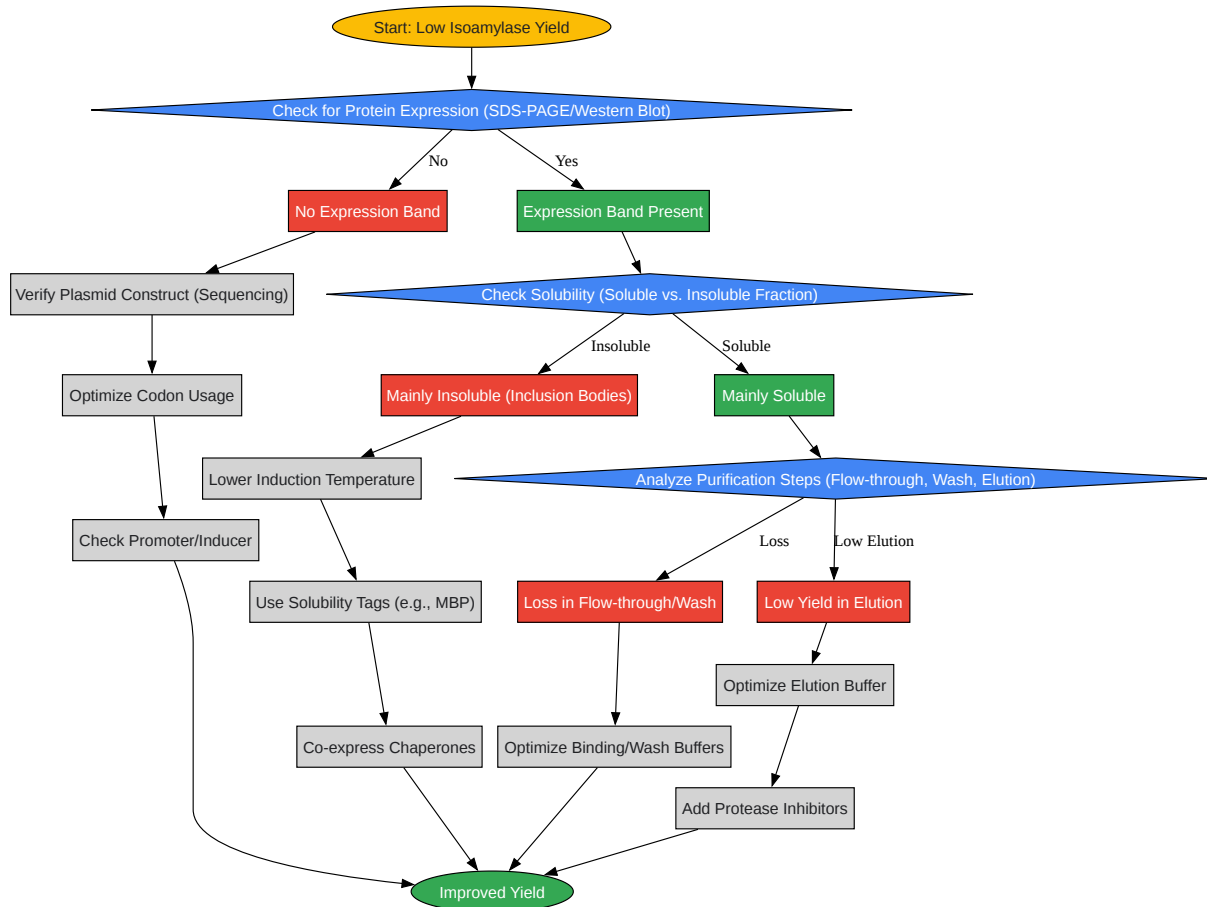 Start: Low Isoamylase Yield
Check for Protein Expression (SDS-PAGE/Western Blot)
No
Yes
No Expression Band
Expression Band Present
Verify Plasmid Construct (Sequencing)
Check Solubility (Soluble vs. Insoluble Fraction)
Insoluble
Soluble
Optimize Codon Usage
Mainly Insoluble (Inclusion Bodies)
Mainly Soluble
Lower Induction Temperature
Analyze Purification Steps (Flow-through, Wash, Elution)
Check Promoter/Inducer
Loss
Low Elution
Use Solubility Tags (e.g., MBP)
Loss in Flow-through/Wash
Low Yield in Elution
Optimize Elution Buffer
Co-express Chaperones
Optimize Binding/Wash Buffers
Add Protease Inhibitors
Improved Yield